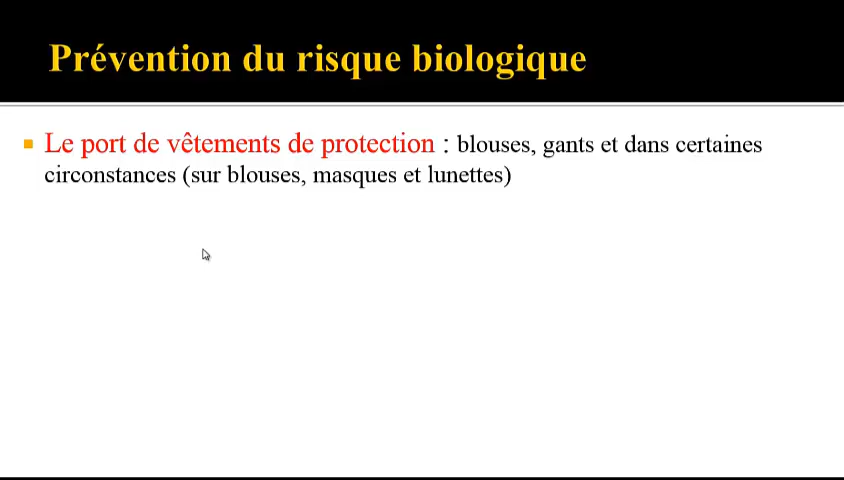 Prévention du risque biologique
Le port de vêtements de protection : blouses, gants et dans certaines
circonstances (sur blouses, masques et lunettes)